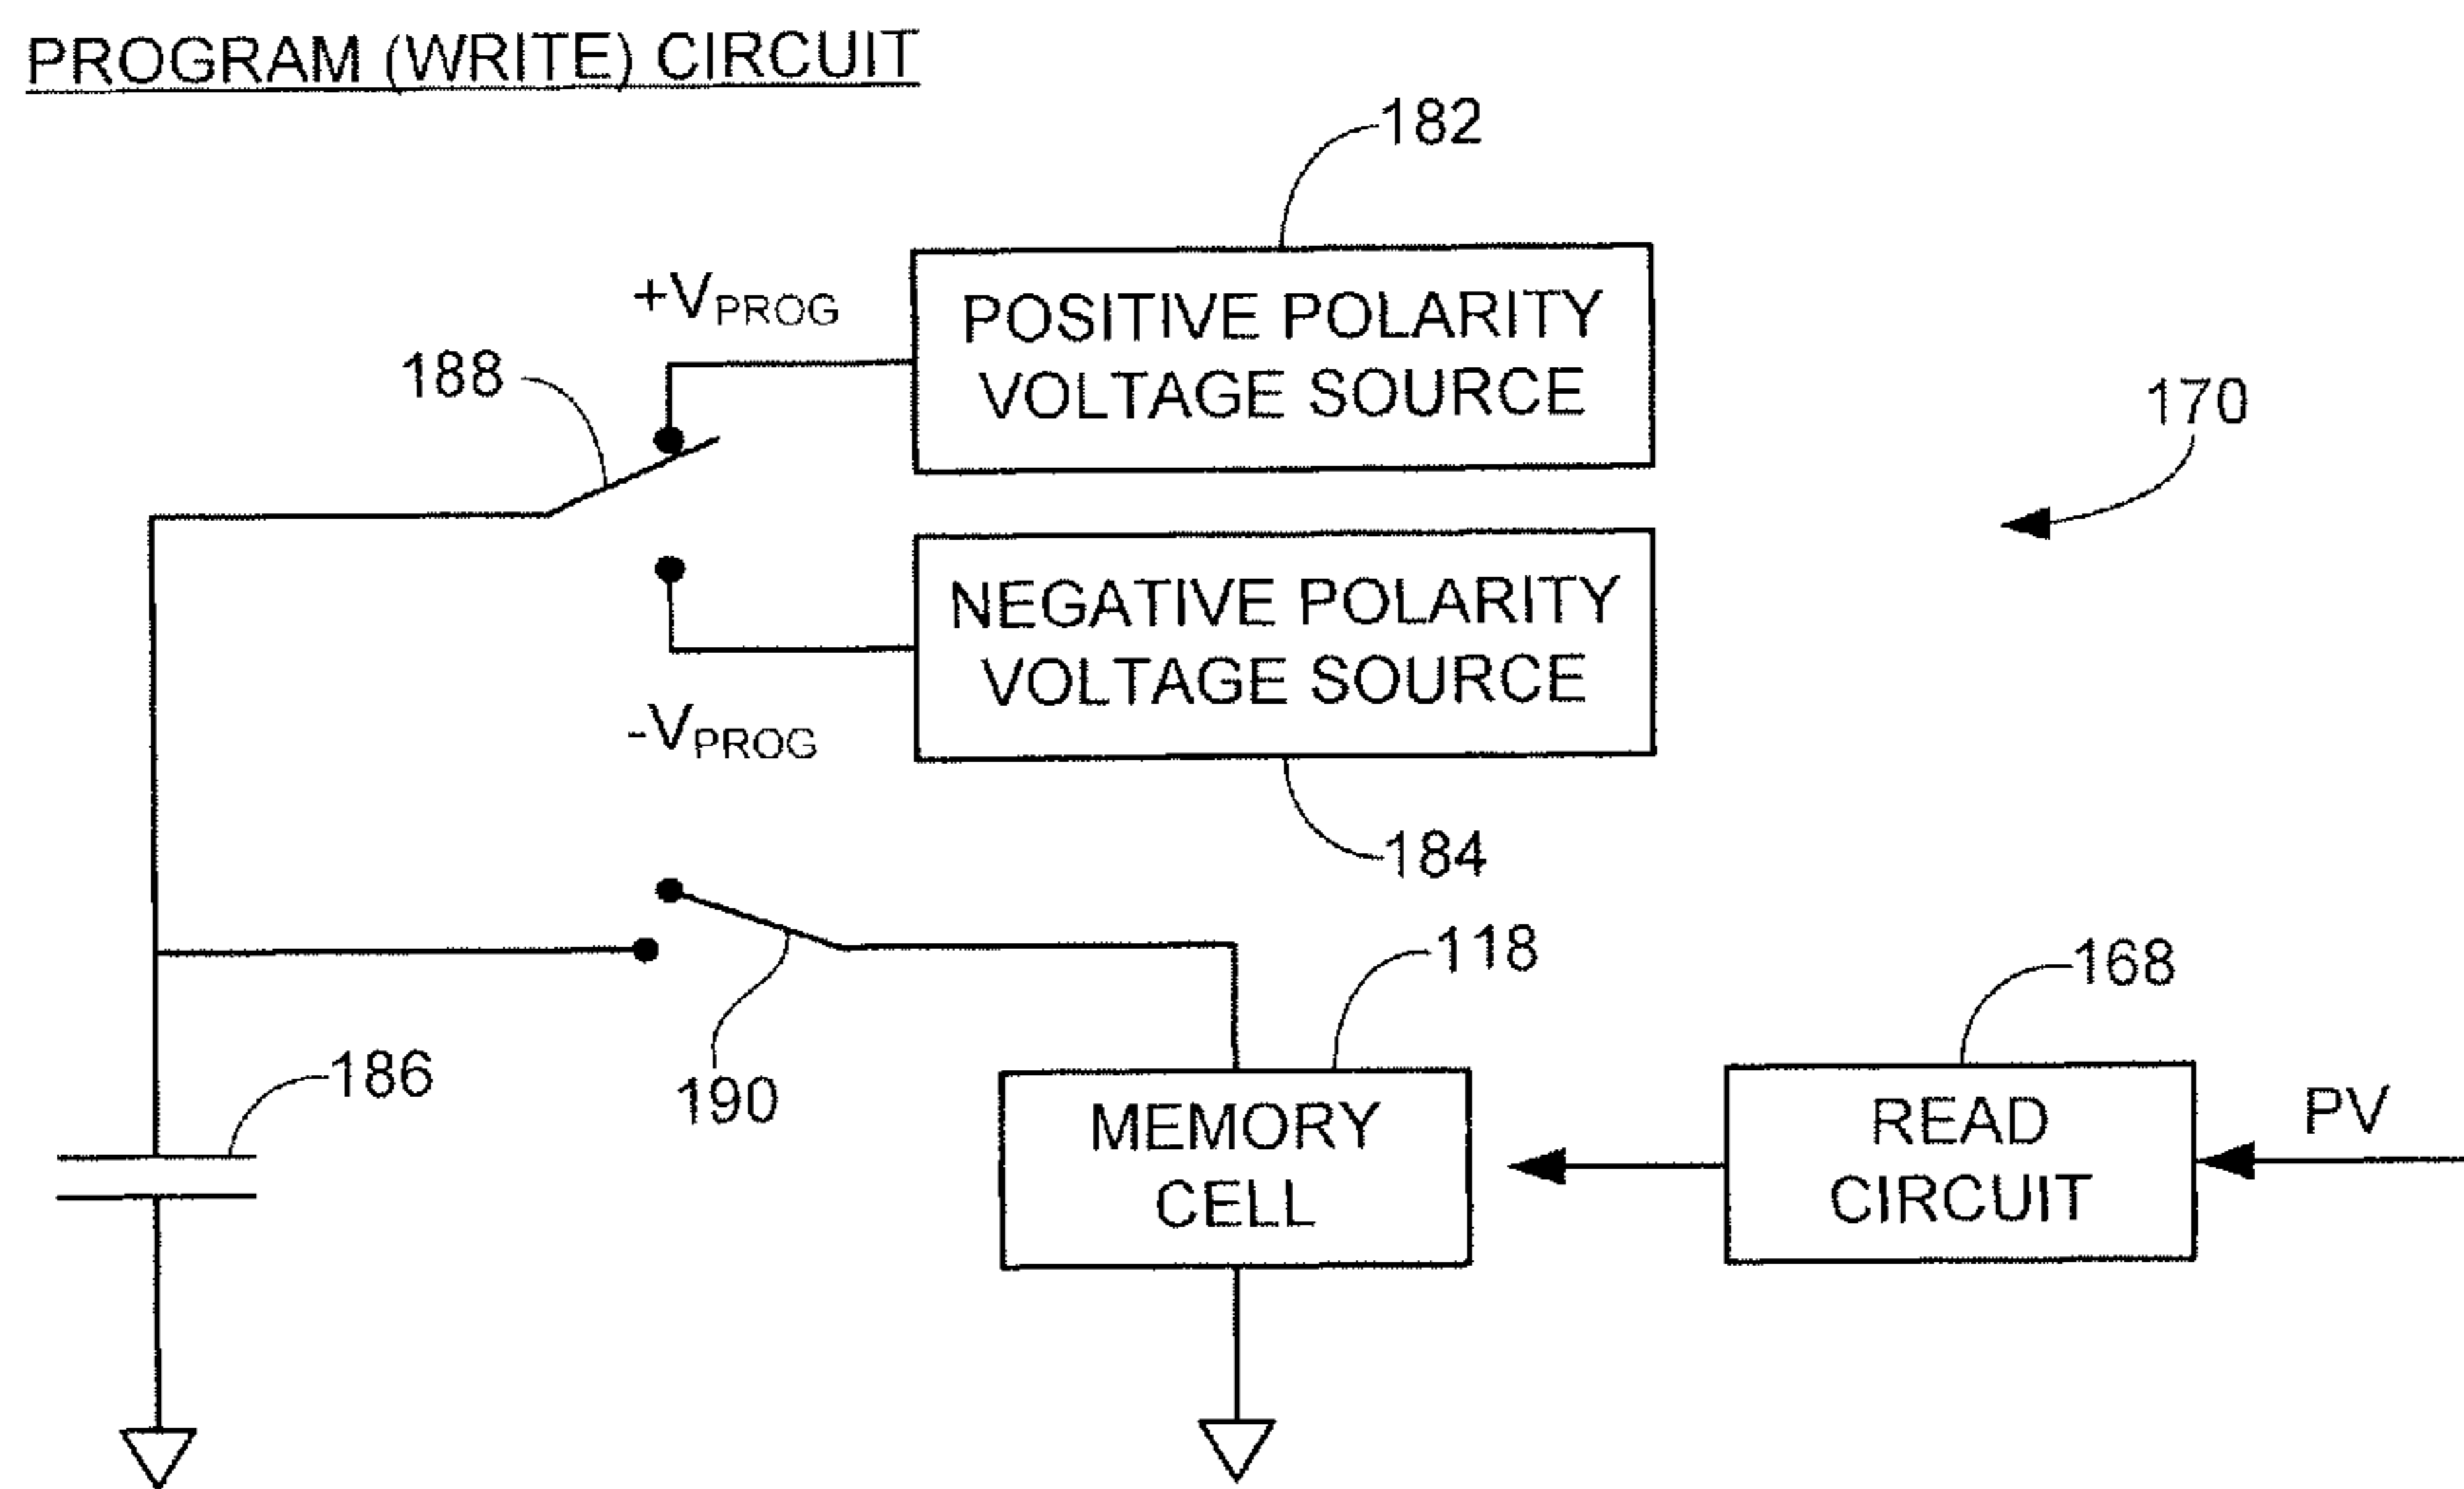 PROGRAM (WRITE) CIRCUIT
182
+VPROG
POSITIVE POLARITY
VOLTAGE SOURCE
188
170
NEGATIVE POLARITY
VOLTAGE SOURCE
-VPROG
184
118
168
186
190
MEMORY
CELL
READ
CIRCUIT
PV